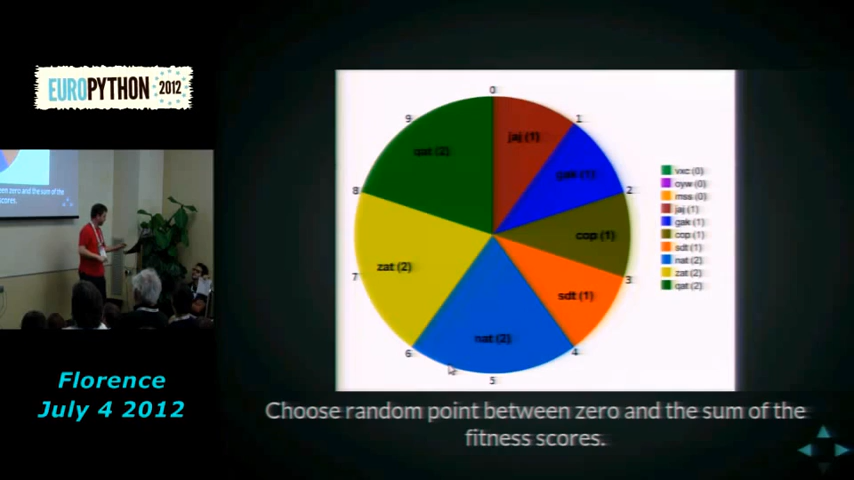 EUROPYTHON 2012
Florence
July 4 2012
0
1
2
3
4
5
6
7
8
9
jaj (1)
gak (1)
cop (1)
sdt (1)
nat (2)
zat (2)
qat (2)
vxc (0)
oyw (0)
mss (0)
jaj (1)
gak (1)
cop (1)
sdt (1)
nat (2)
zat (2)
qat (2)
Choose random point between zero and the sum of the
fitness scores.